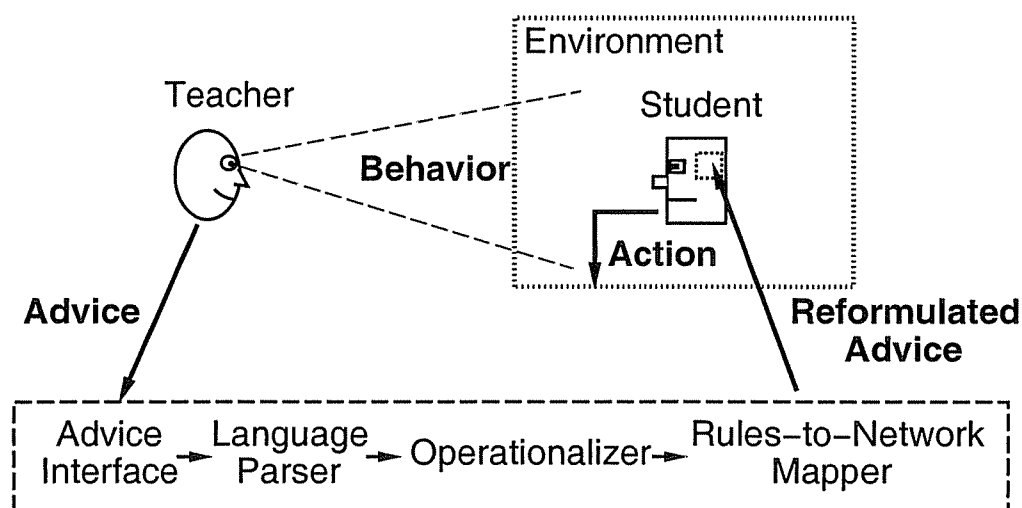 Environment
Teacher
Student
Behavior
Action
Advice
Reformulated
Advice
Advice
Interface
Language
Parser
Operationalizer
Rules−to−Network
Mapper